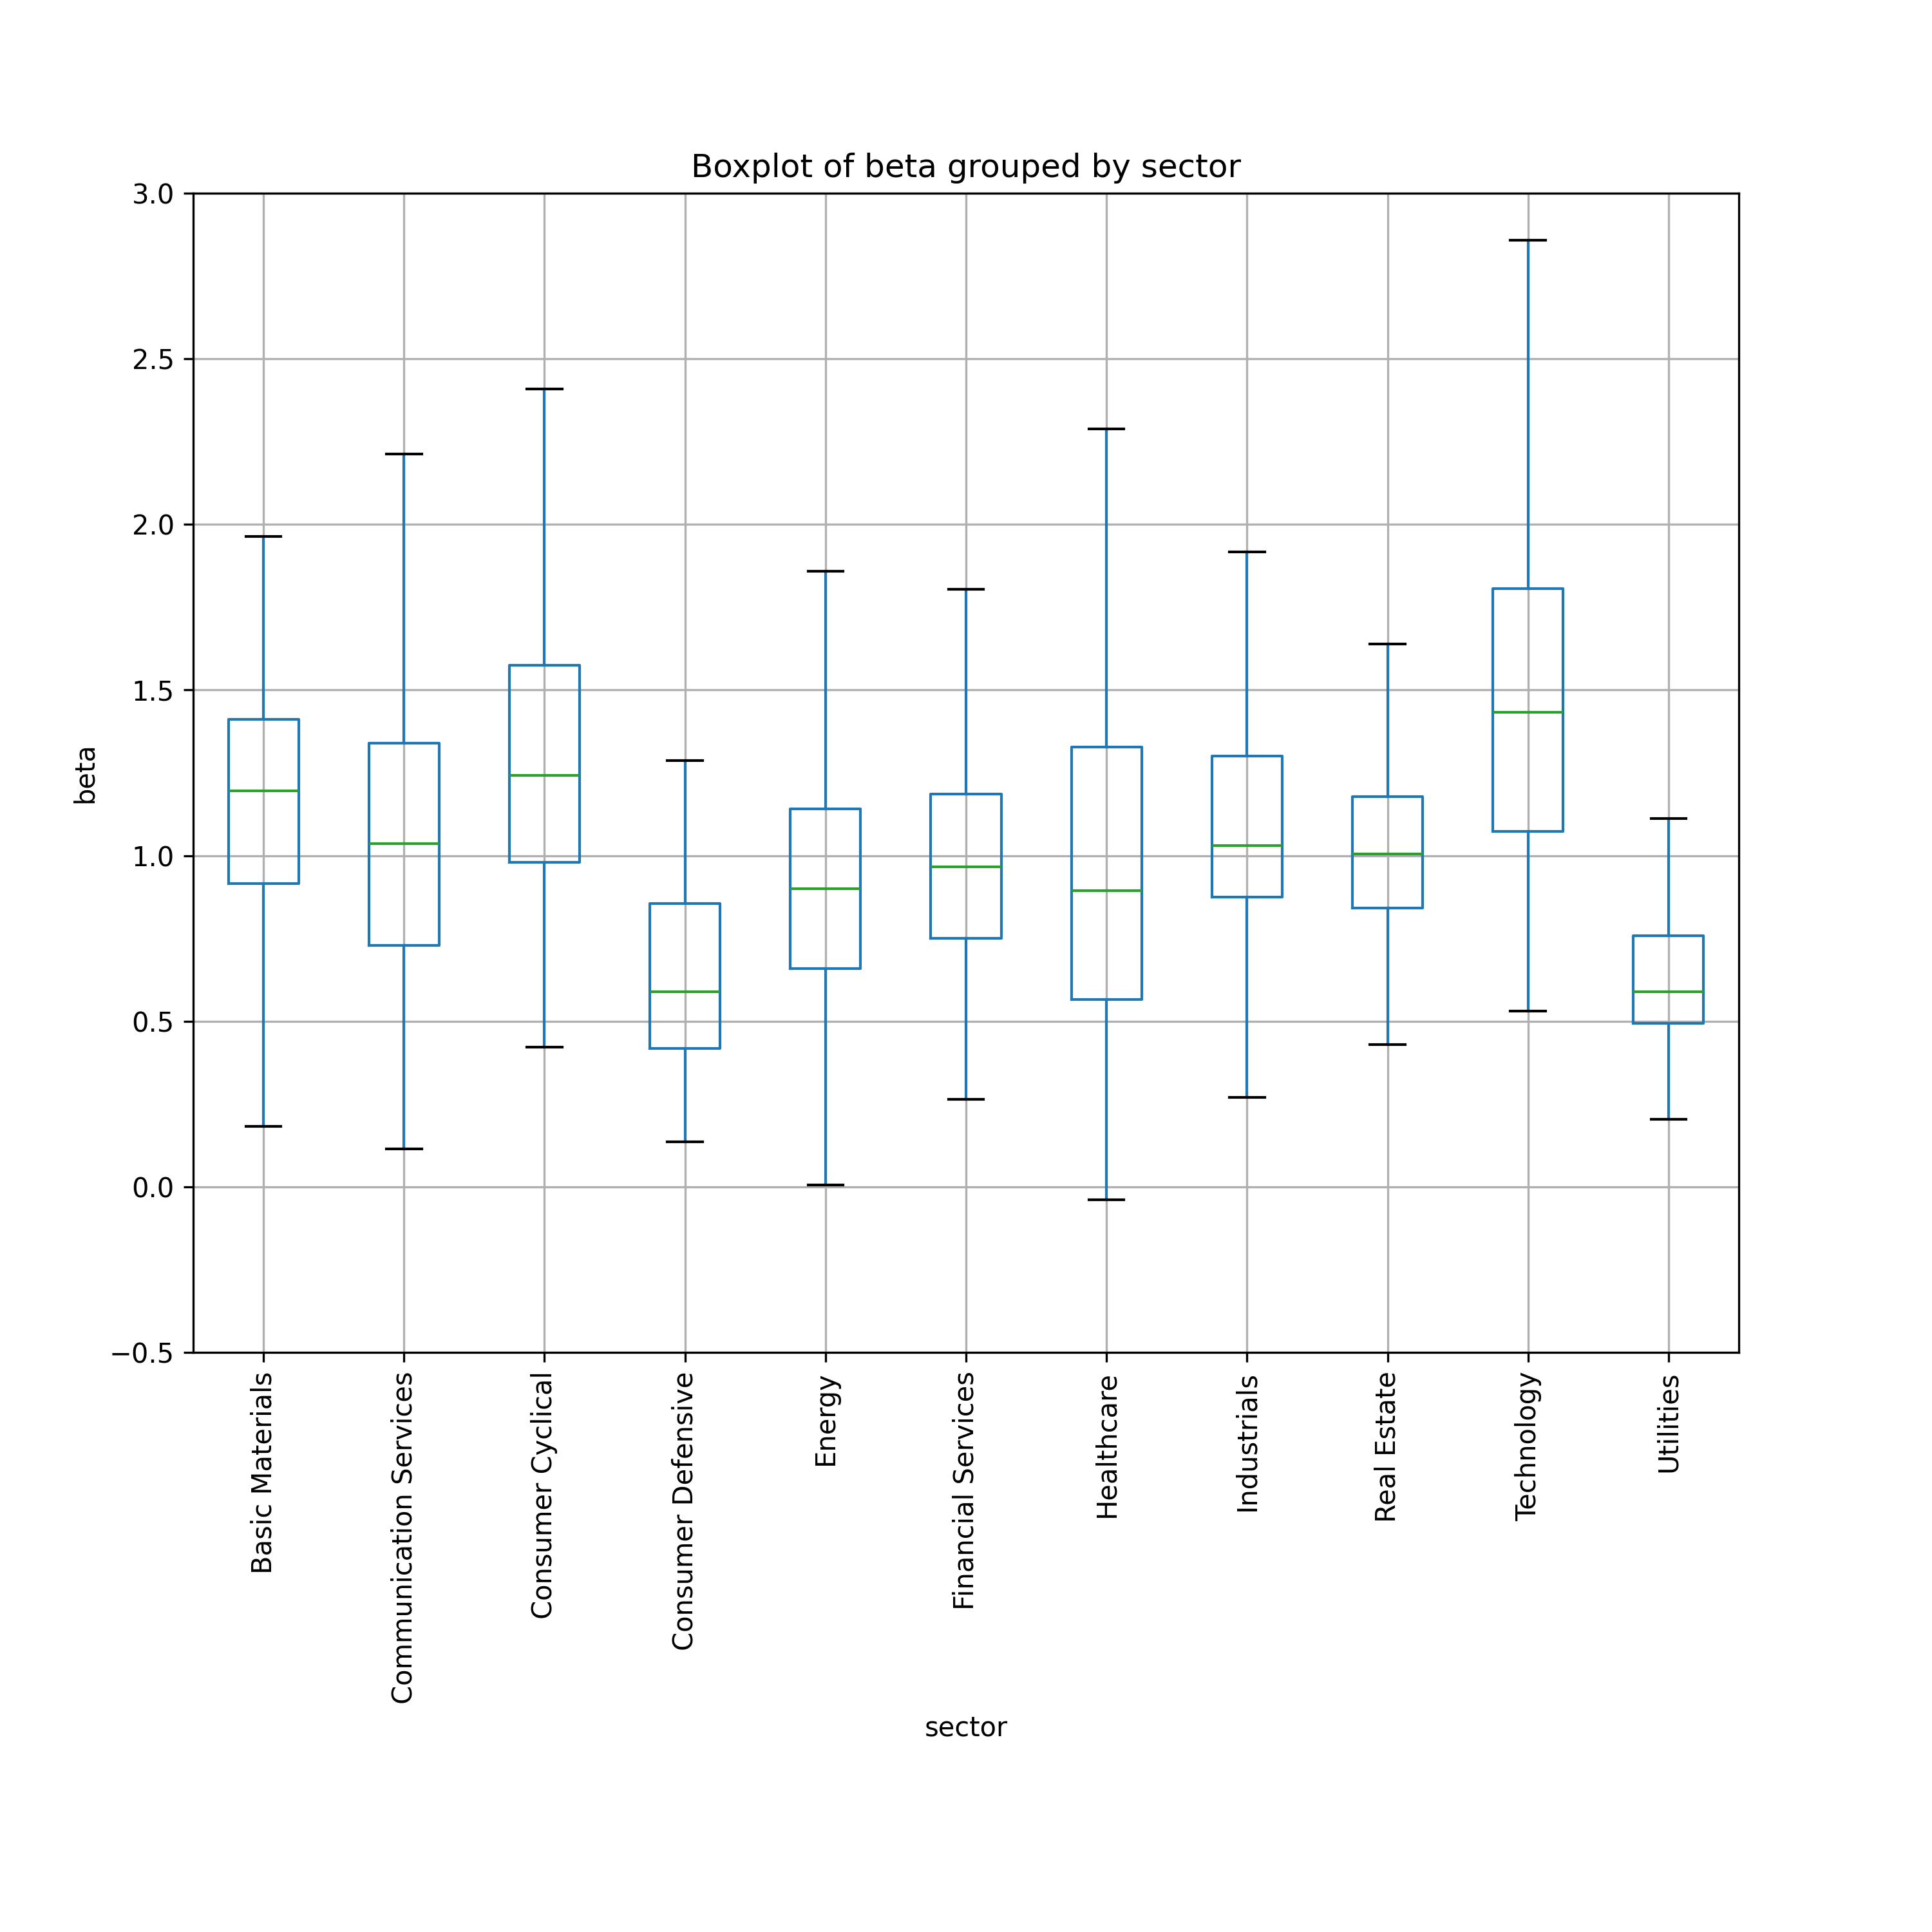 Boxplot of beta grouped by sector
3.0
2.5
2.0
1.5
1.0
0.5
0.0
−0.5
beta
Basic Materials
Communication Services
Consumer Cyclical
Consumer Defensive
Energy
Financial Services
Healthcare
Industrials
Real Estate
Technology
Utilities
sector